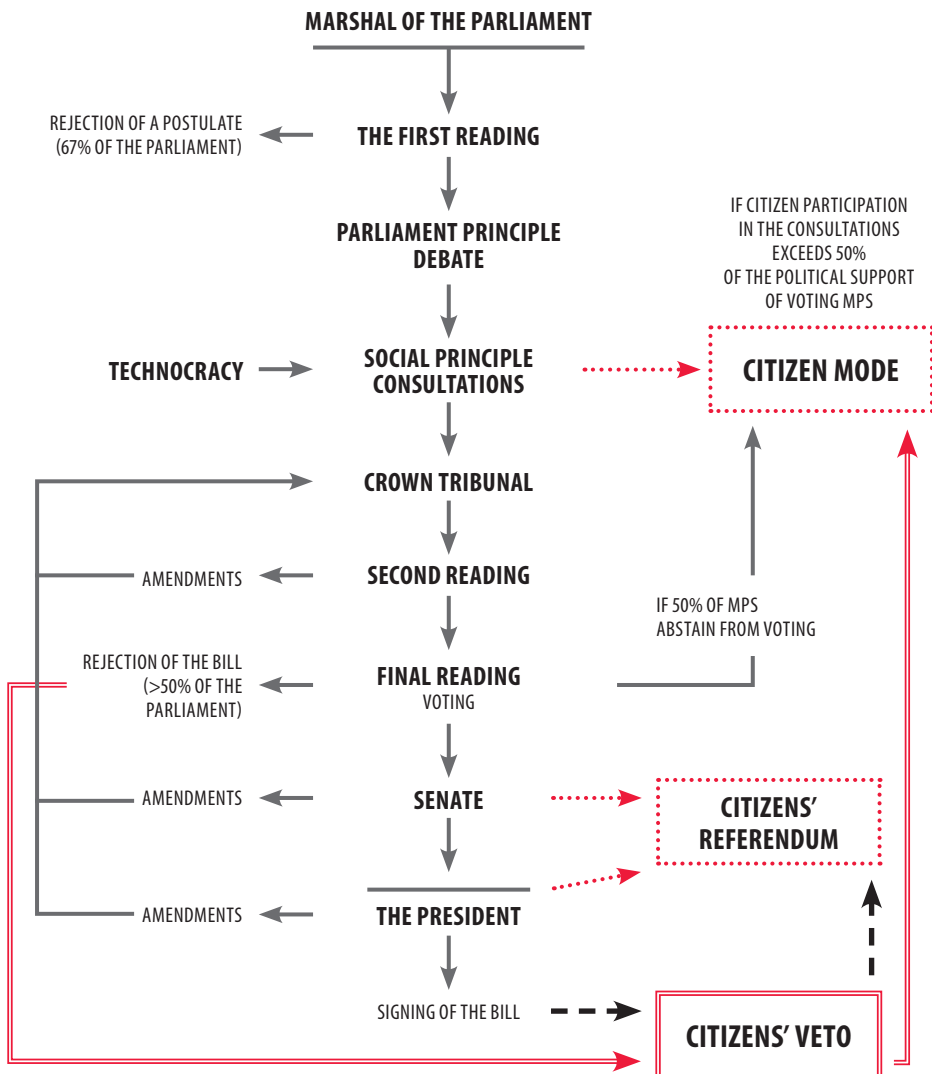 MARSHAL OF THE PARLIAMENT
REJECTION OF A POSTULATE
(67% OF THE PARLIAMENT)
THE FIRST READING
PARLIAMENT PRINCIPLE
DEBATE
IF CITIZEN PARTICIPATION
IN THE CONSULTATIONS
EXCEEDS 50%
OF THE POLITICAL SUPPORT
OF VOTING MPS
TECHNOCRACY
SOCIAL PRINCIPLE
CONSULTATIONS
CITIZEN MODE
CROWN TRIBUNAL
AMENDMENTS
SECOND READING
IF 50% OF MPS
ABSTAIN FROM VOTING
REJECTION OF THE BILL
(>50% OF THE
PARLIAMENT)
FINAL READING
VOTING
AMENDMENTS
SENATE
CITIZENS'
REFERENDUM
AMENDMENTS
THE PRESIDENT
SIGNING OF THE BILL
CITIZENS' VETO